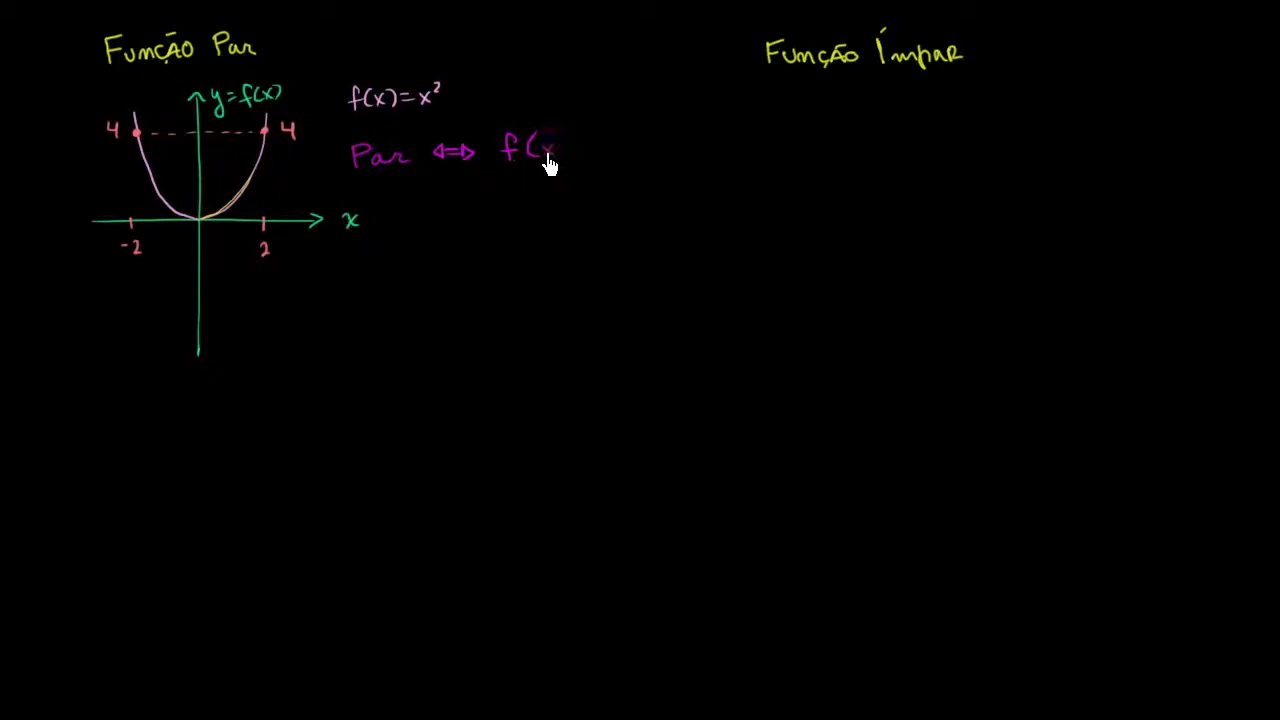 Função Par
Função Ímpar
y=f(x)
f(x)=x²
4
4
Par ⇔ f(x
x
-2
2